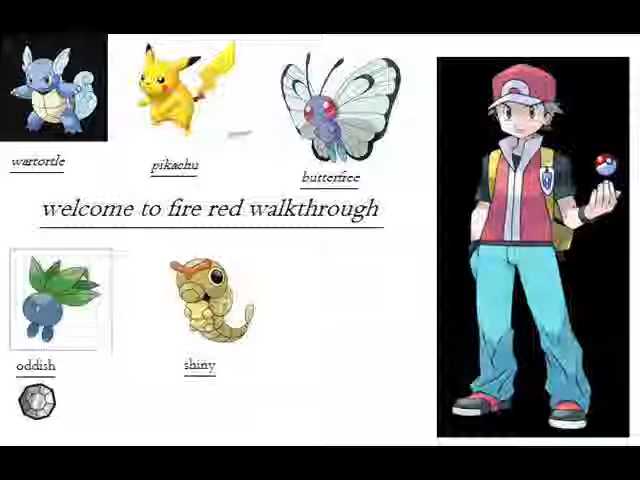 wartortle
pikachu
butterfree
welcome to fire red walkthrough
oddish
shiny